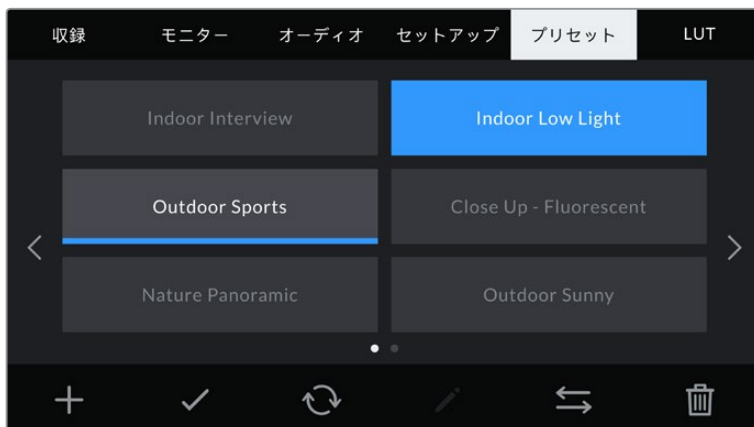 収録 モニター オーディオ セットアップ プリセット LUT
Indoor Interview Indoor Low Light
Outdoor Sports Close Up - Fluorescent
Nature Panoramic Outdoor Sunny